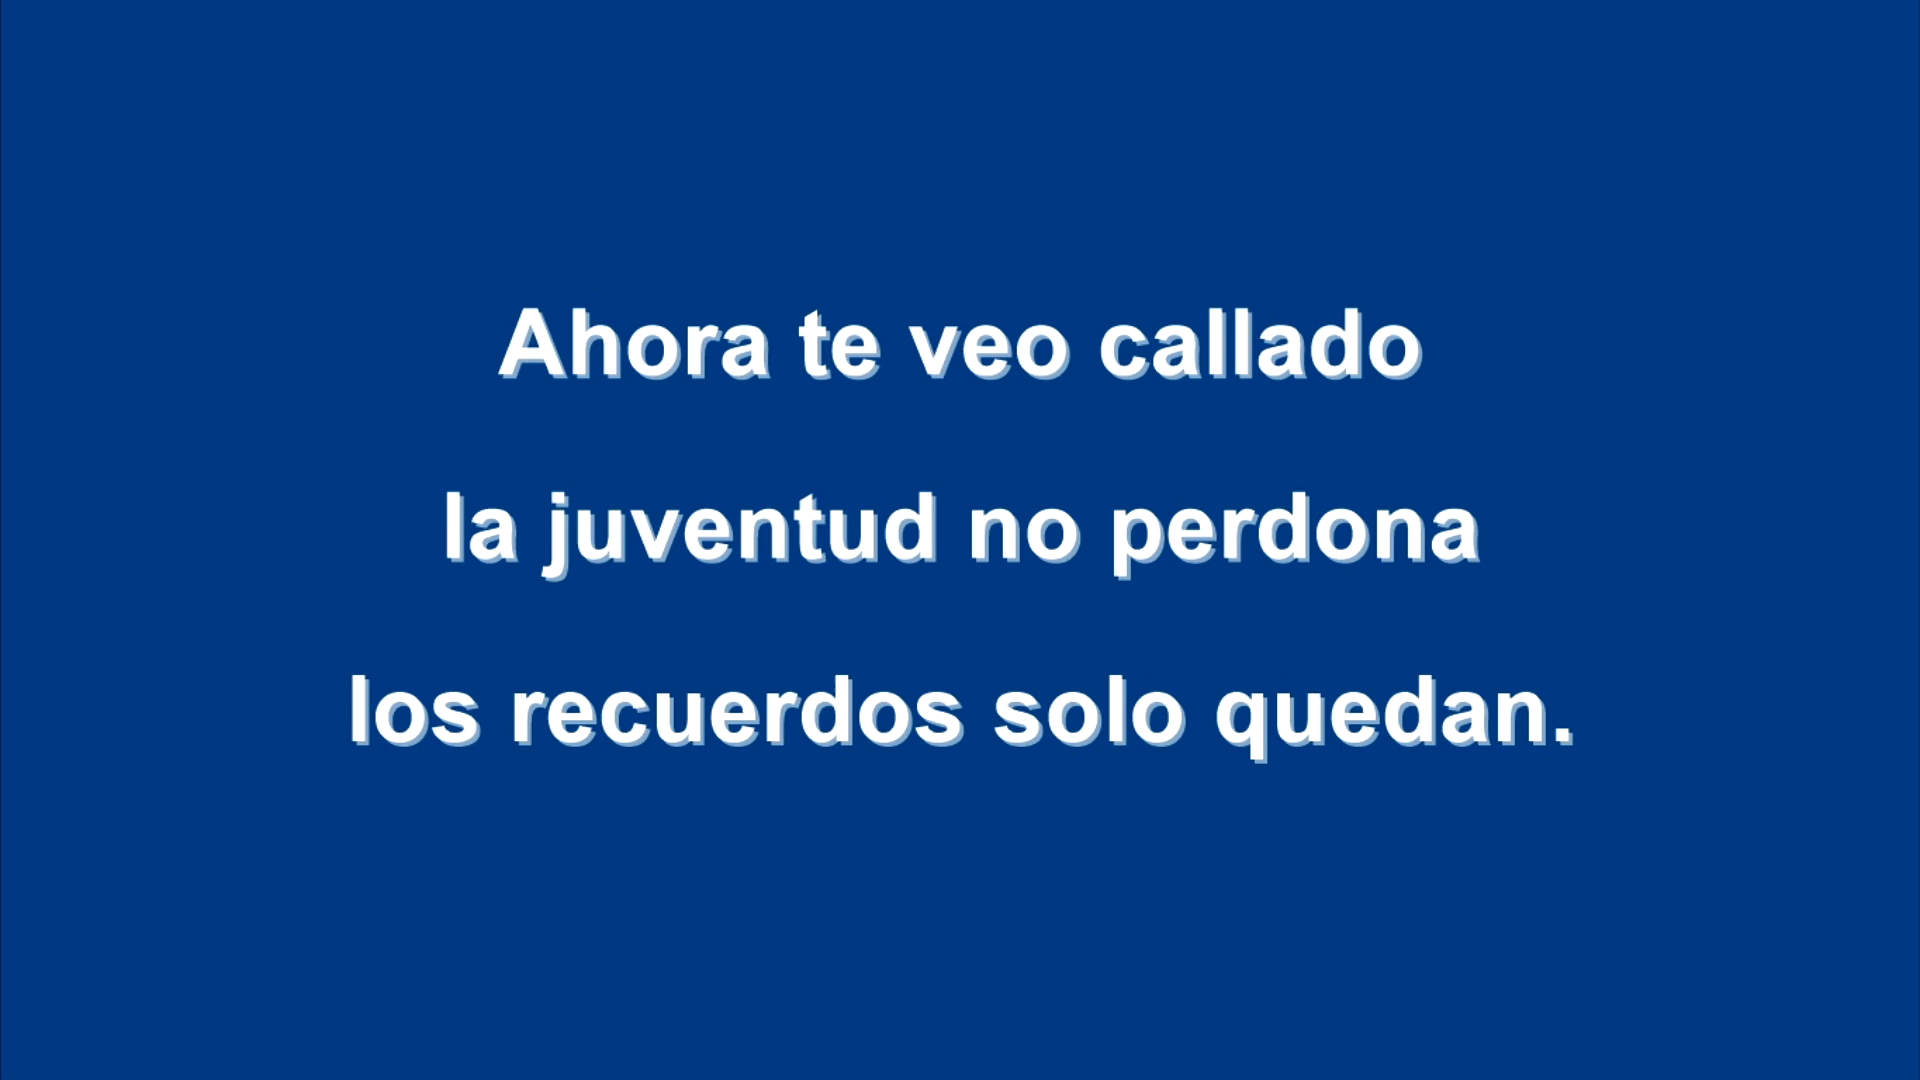 Ahora te veo callado
la juventud no perdona
los recuerdos solo quedan.